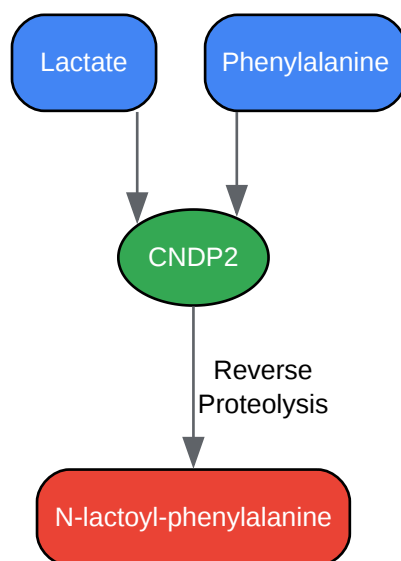 Lactate
Phenylalanine
CNDP2
Reverse
Proteolysis
N-lactoyl-phenylalanine